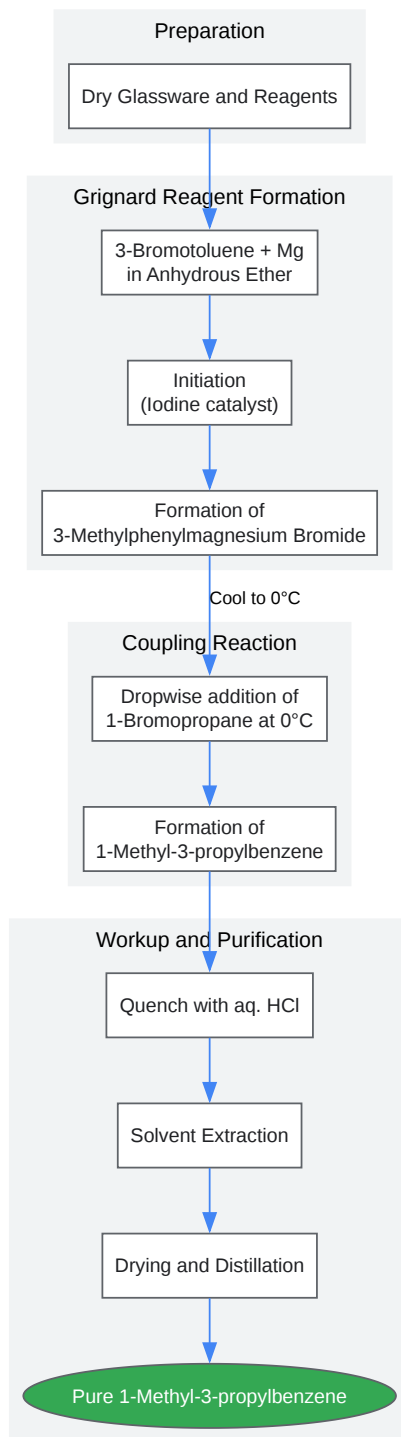 Preparation
Dry Glassware and Reagents
Grignard Reagent Formation
3-Bromotoluene + Mg
in Anhydrous Ether
Initiation
(Iodine catalyst)
Formation of
3-Methylphenylmagnesium Bromide
Cool to 0°C
Coupling Reaction
Dropwise addition of
1-Bromopropane at 0°C
Formation of
1-Methyl-3-propylbenzene
Workup and Purification
Quench with aq. HCl
Solvent Extraction
Drying and Distillation
Pure 1-Methyl-3-propylbenzene